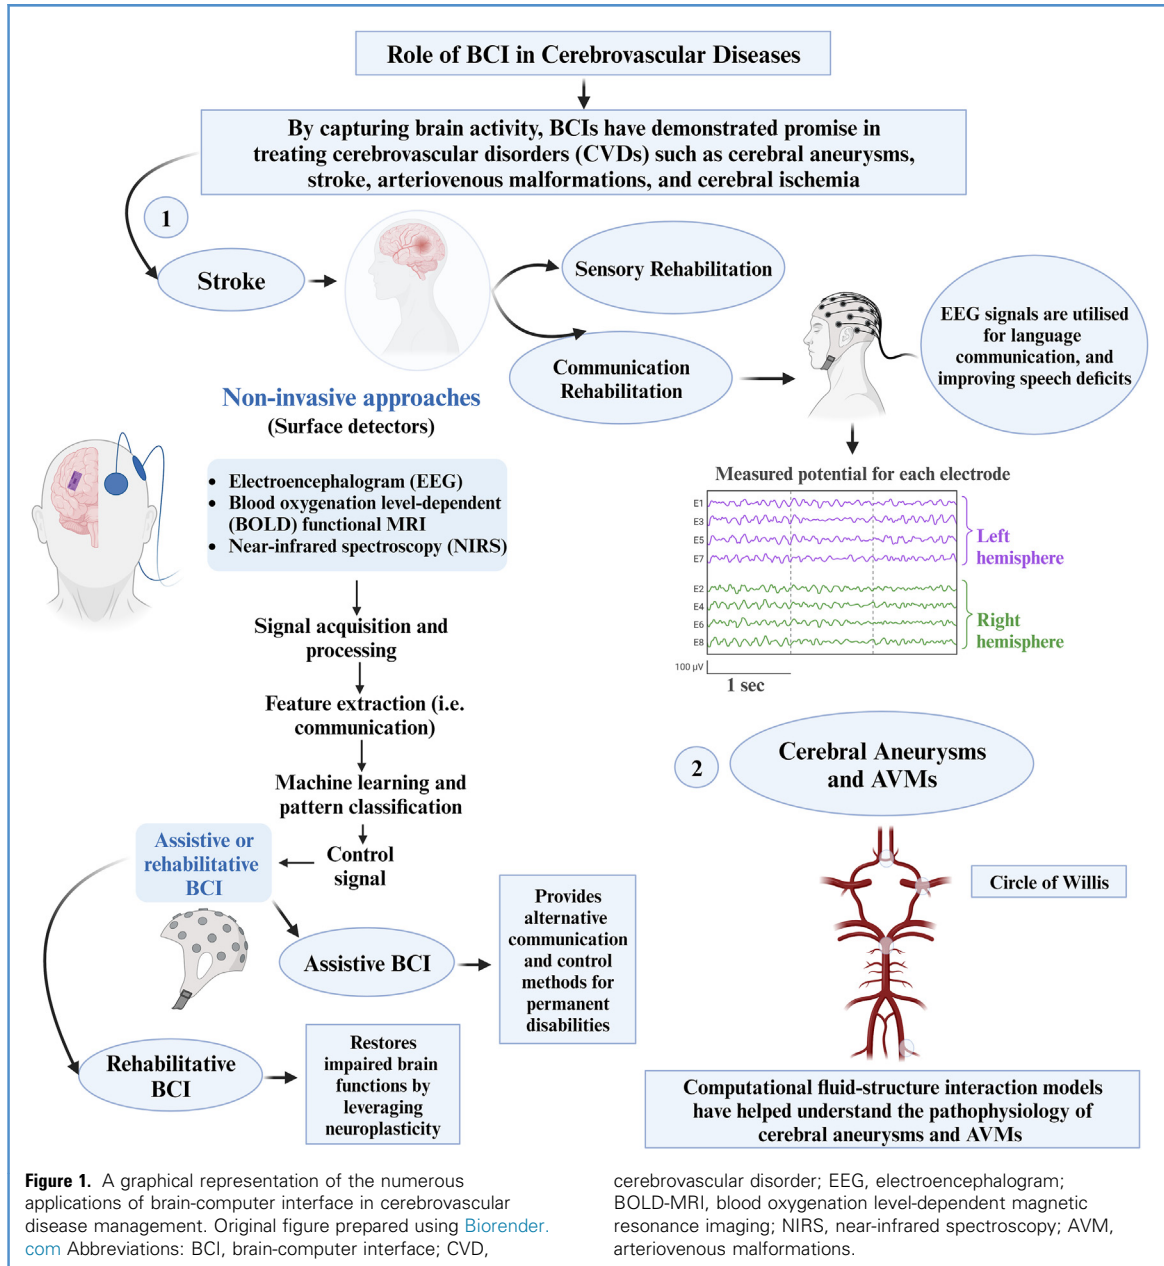 Role of BCI in Cerebrovascular Diseases
By capturing brain activity, BCIs have demonstrated promise in
treating cerebrovascular disorders (CVDs) such as cerebral aneurysms,
stroke, arteriovenous malformations, and cerebral ischemia
1
Stroke
Sensory Rehabilitation
Communication
Rehabilitation
EEG signals are utilised
for language
communication, and
improving speech deficits
Non-invasive approaches
(Surface detectors)
• Electroencephalogram (EEG)
• Blood oxygenation level-dependent
(BOLD) functional MRI
• Near-infrared spectroscopy (NIRS)
Signal acquisition and
processing
Feature extraction (i.e.
communication)
Machine learning and
pattern classification
Control
signal
Assistive or
rehabilitative
BCI
Assistive BCI
Provides
alternative
communication
and control
methods for
permanent
disabilities
Rehabilitative
BCI
Restores
impaired brain
functions by
leveraging
neuroplasticity
Measured potential for each electrode
E1
E3
E5
E7
Left
hemisphere
E2
E4
E6
E8
Right
hemisphere
100 µV
1 sec
2
Cerebral Aneurysms
and AVMs
Circle of Willis
Computational fluid-structure interaction models
have helped understand the pathophysiology of
cerebral aneurysms and AVMs
Figure 1. A graphical representation of the numerous
applications of brain-computer interface in cerebrovascular
disease management. Original figure prepared using Biorender.
com Abbreviations: BCI, brain-computer interface; CVD,
cerebrovascular disorder; EEG, electroencephalogram;
BOLD-MRI, blood oxygenation level-dependent magnetic
resonance imaging; NIRS, near-infrared spectroscopy; AVM,
arteriovenous malformations.